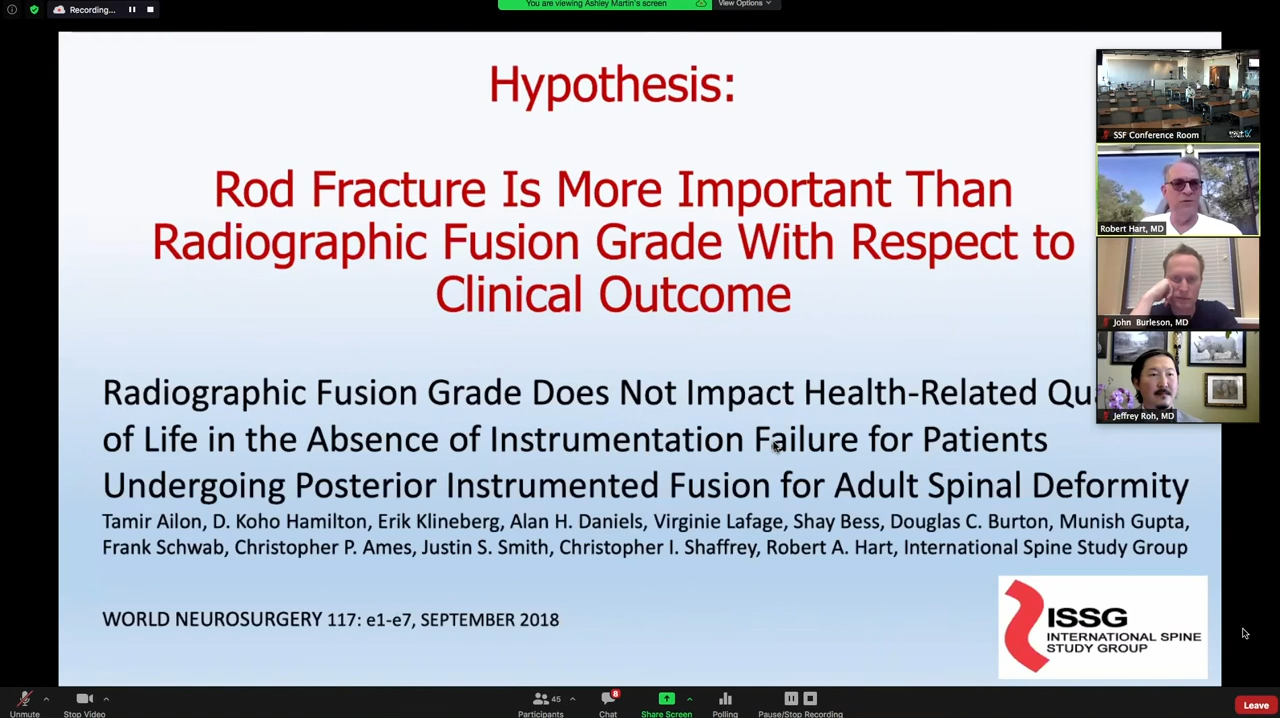 Recording...
You are viewing Ashley Martin's screen
View Options
Hypothesis:
Rod Fracture Is More Important Than
Radiographic Fusion Grade With Respect to
Clinical Outcome
Radiographic Fusion Grade Does Not Impact Health-Related Qu
of Life in the Absence of Instrumentation Failure for Patients
Undergoing Posterior Instrumented Fusion for Adult Spinal Deformity
Tamir Ailon, D. Koho Hamilton, Erik Klineberg, Alan H. Daniels, Virginie Lafage, Shay Bess, Douglas C. Burton, Munish Gupta,
Frank Schwab, Christopher P. Ames, Justin S. Smith, Christopher I. Shaffrey, Robert A. Hart, International Spine Study Group
WORLD NEUROSURGERY 117: e1-e7, SEPTEMBER 2018
ISSG
INTERNATIONAL SPINE
STUDY GROUP
SSF Conference Room
Robert Hart, MD
John Burleson, MD
Jeffrey Roh, MD
Unmute
Stop Video
45
Participants
8
Chat
Share Screen
Polling
Pause/Stop Recording
Leave